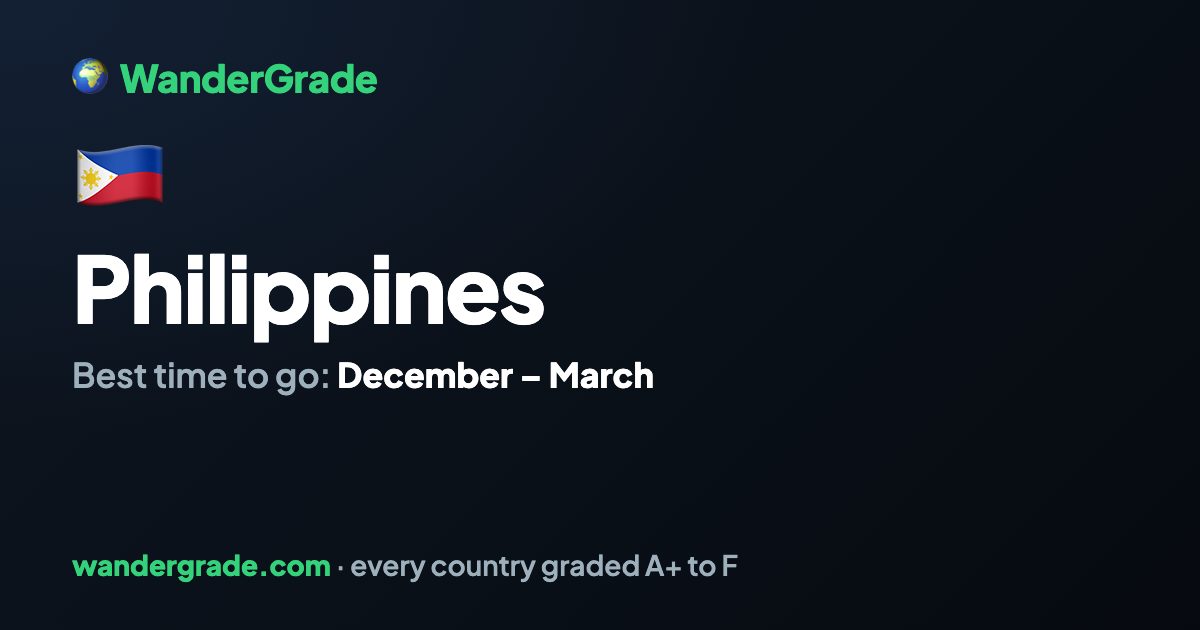 WanderGrade
Philippines
Best time to go: December – March
wandergrade.com · every country graded A+ to F